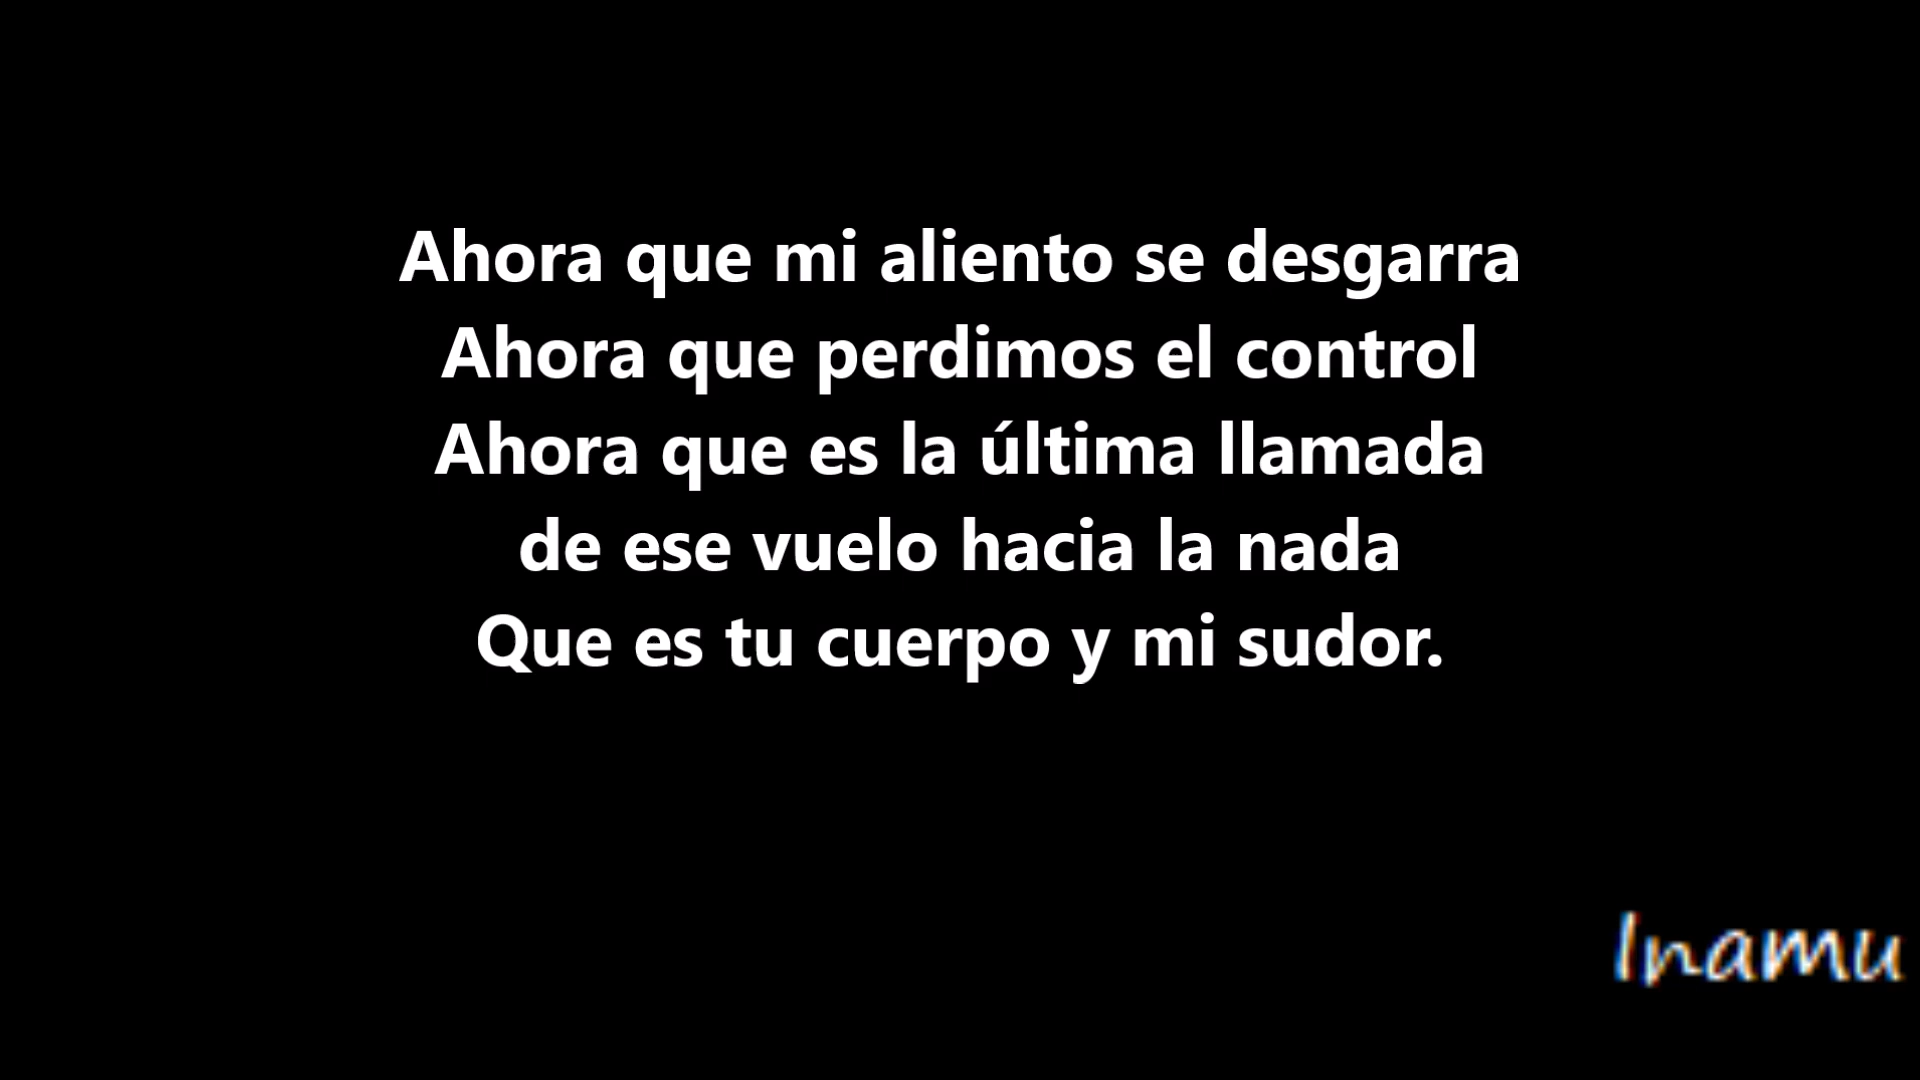 Ahora que mi aliento se desgarra
Ahora que perdimos el control
Ahora que es la última llamada
de ese vuelo hacia la nada
Que es tu cuerpo y mi sudor.
Inamu